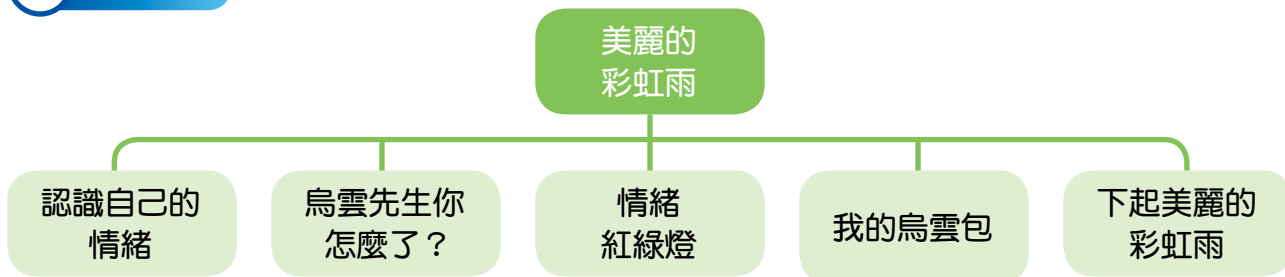 美麗的
彩虹雨
認識自己的
情緒
烏雲先生你
怎麼了？
情緒
紅綠燈
我的烏雲包
下起美麗的
彩虹雨